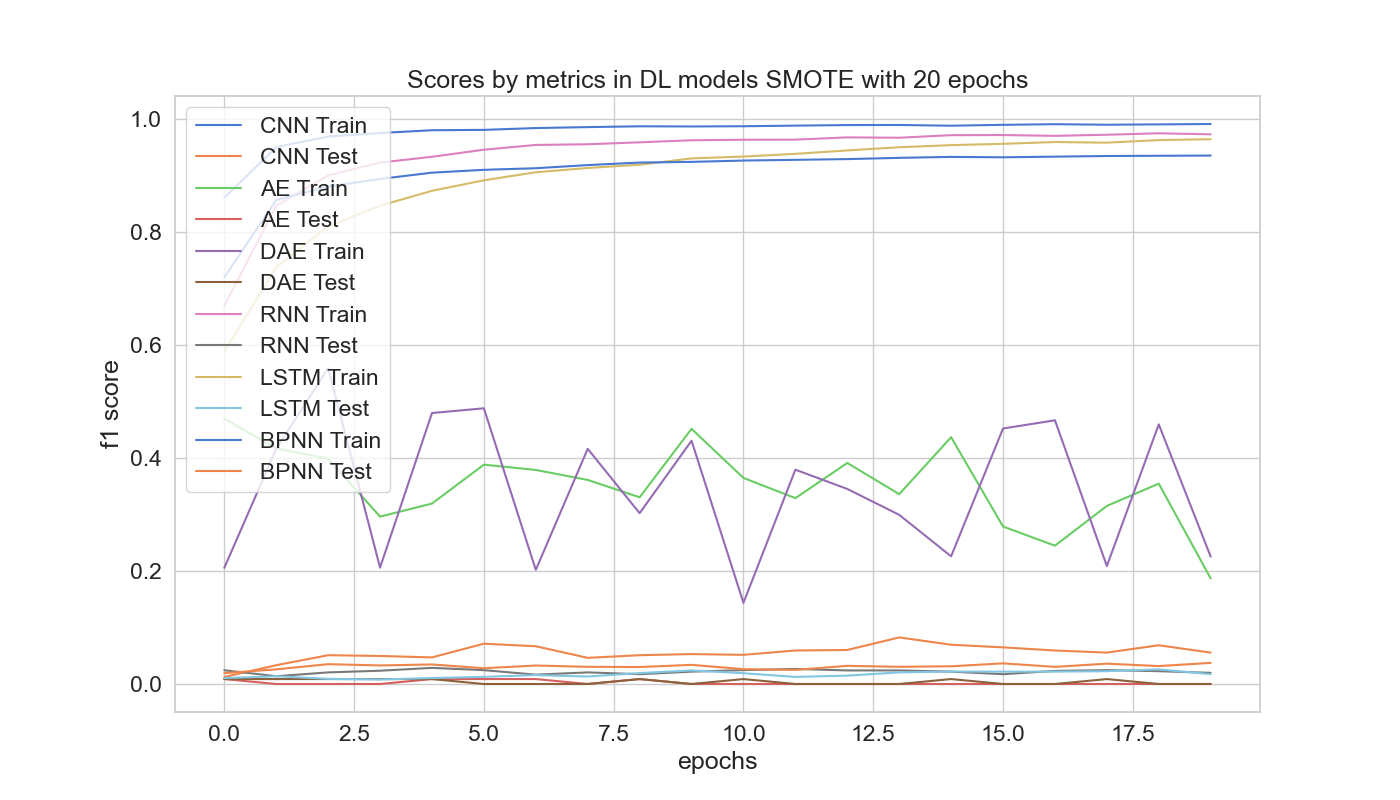 Scores by metrics in DL models SMOTE with 20 epochs
1.0
0.8
0.6
0.4
0.2
0.0
f1 score
CNN Train
CNN Test
AE Train
AE Test
DAE Train
DAE Test
RNN Train
RNN Test
LSTM Train
LSTM Test
BPNN Train
BPNN Test
0.0 2.5 5.0 7.5 10.0 12.5 15.0 17.5
epochs